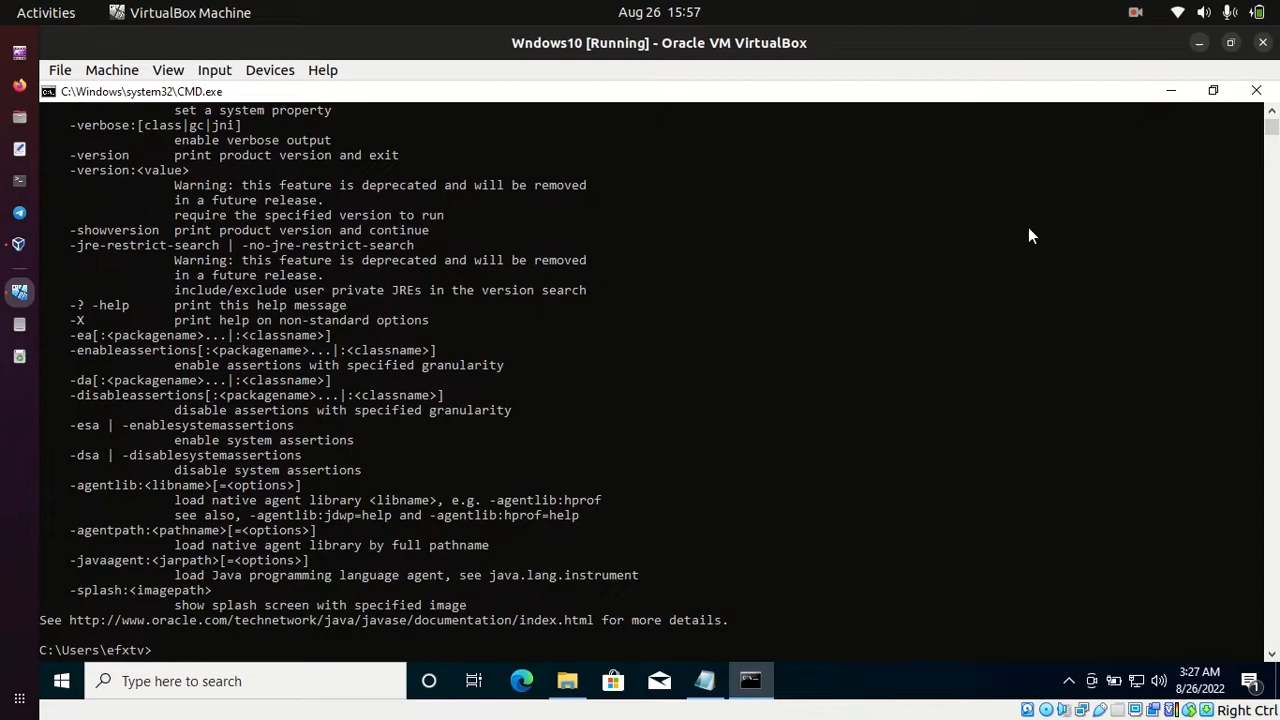 Activities
VirtualBox Machine
Aug 26 15:57
Wndows10 [Running] - Oracle VM VirtualBox
File Machine View Input Devices Help
C:\Windows\system32\CMD.exe
set a system property
-verbose:[class|gc|jni]
enable verbose output
-version print product version and exit
-version:<value>
Warning: this feature is deprecated and will be removed
in a future release.
require the specified version to run
-showversion print product version and continue
-jre-restrict-search | -no-jre-restrict-search
Warning: this feature is deprecated and will be removed
in a future release.
include/exclude user private JREs in the version search
-? -help print this help message
-X print help on non-standard options
-ea[:<packagename>...|:<classname>]
-enableassertions[:<packagename>...|:<classname>]
enable assertions with specified granularity
-da[:<packagename>...|:<classname>]
-disableassertions[:<packagename>...|:<classname>]
disable assertions with specified granularity
-esa | -enablesystemassertions
enable system assertions
-dsa | -disablesystemassertions
disable system assertions
-agentlib:<libname>[=<options>]
load native agent library <libname>, e.g. -agentlib:hprof
see also, -agentlib:jdwp=help and -agentlib:hprof=help
-agentpath:<pathname>[=<options>]
load native agent library by full pathname
-javaagent:<jarpath>[=<options>]
load Java programming language agent, see java.lang.instrument
-splash:<imagepath>
show splash screen with specified image
See http://www.oracle.com/technetwork/java/javase/documentation/index.html for more details.
C:\Users\efxtv>
Type here to search
3:27 AM
8/26/2022
1
Right Ctrl